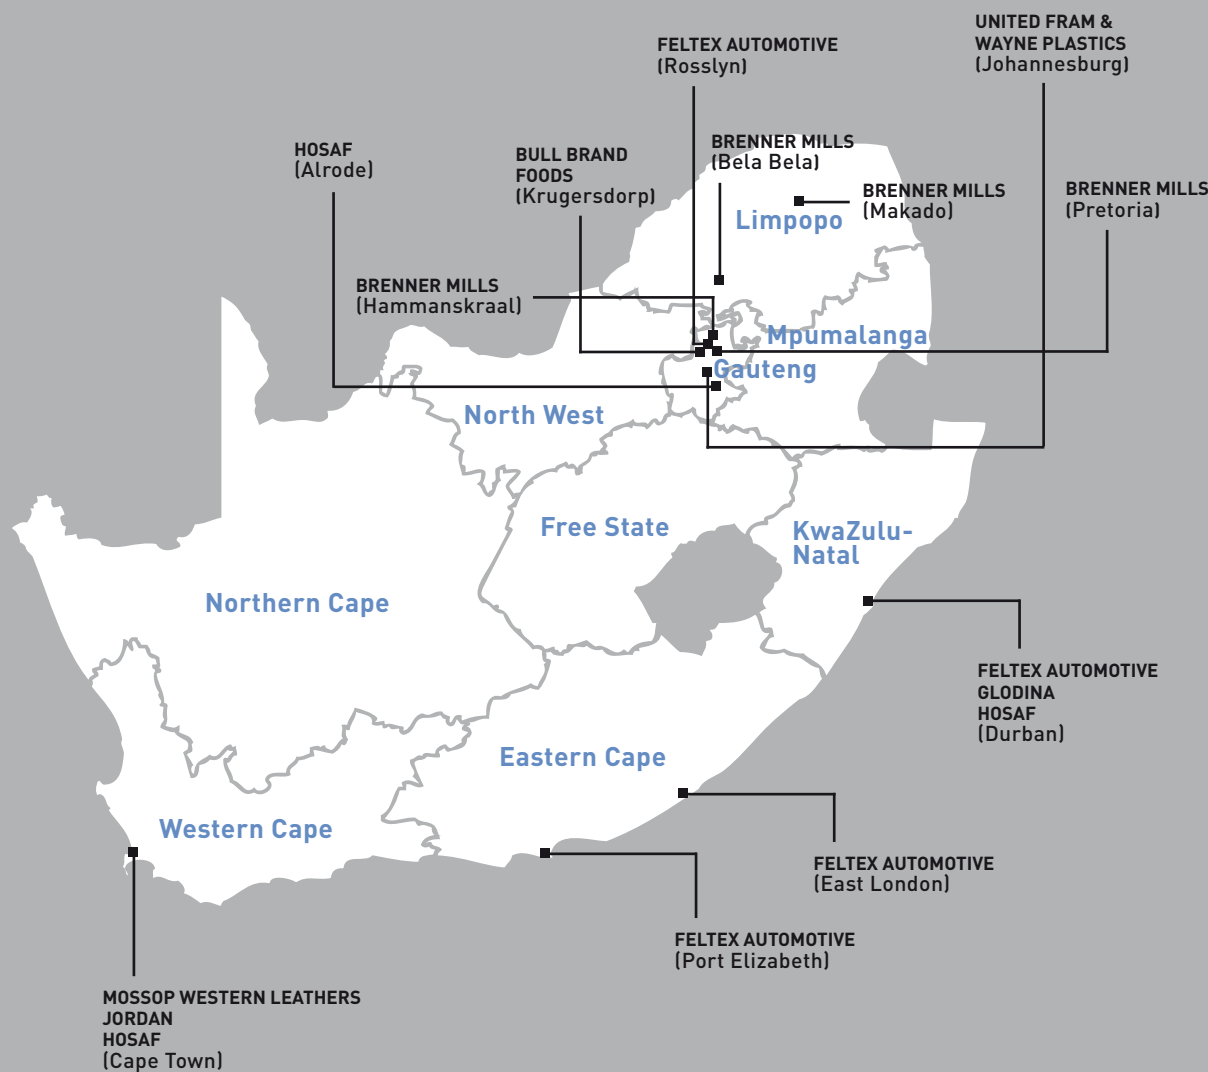 UNITED FRAM &
WAYNE PLASTICS
(Johannesburg)
FELTEX AUTOMOTIVE
(Rosslyn)
HOSAF
(Alrode)
BULL BRAND
FOODS
(Krugersdorp)
BRENNER MILLS
(Bela Bela)
BRENNER MILLS
(Makado)
BRENNER MILLS
(Pretoria)
Limpopo
BRENNER MILLS
(Hammanskraal)
Mpumalanga
Gauteng
North West
Free State
KwaZulu-
Natal
Northern Cape
FELTEX AUTOMOTIVE
GLODINA
HOSAF
(Durban)
Eastern Cape
Western Cape
FELTEX AUTOMOTIVE
(East London)
FELTEX AUTOMOTIVE
(Port Elizabeth)
MOSSOP WESTERN LEATHERS
JORDAN
HOSAF
(Cape Town)